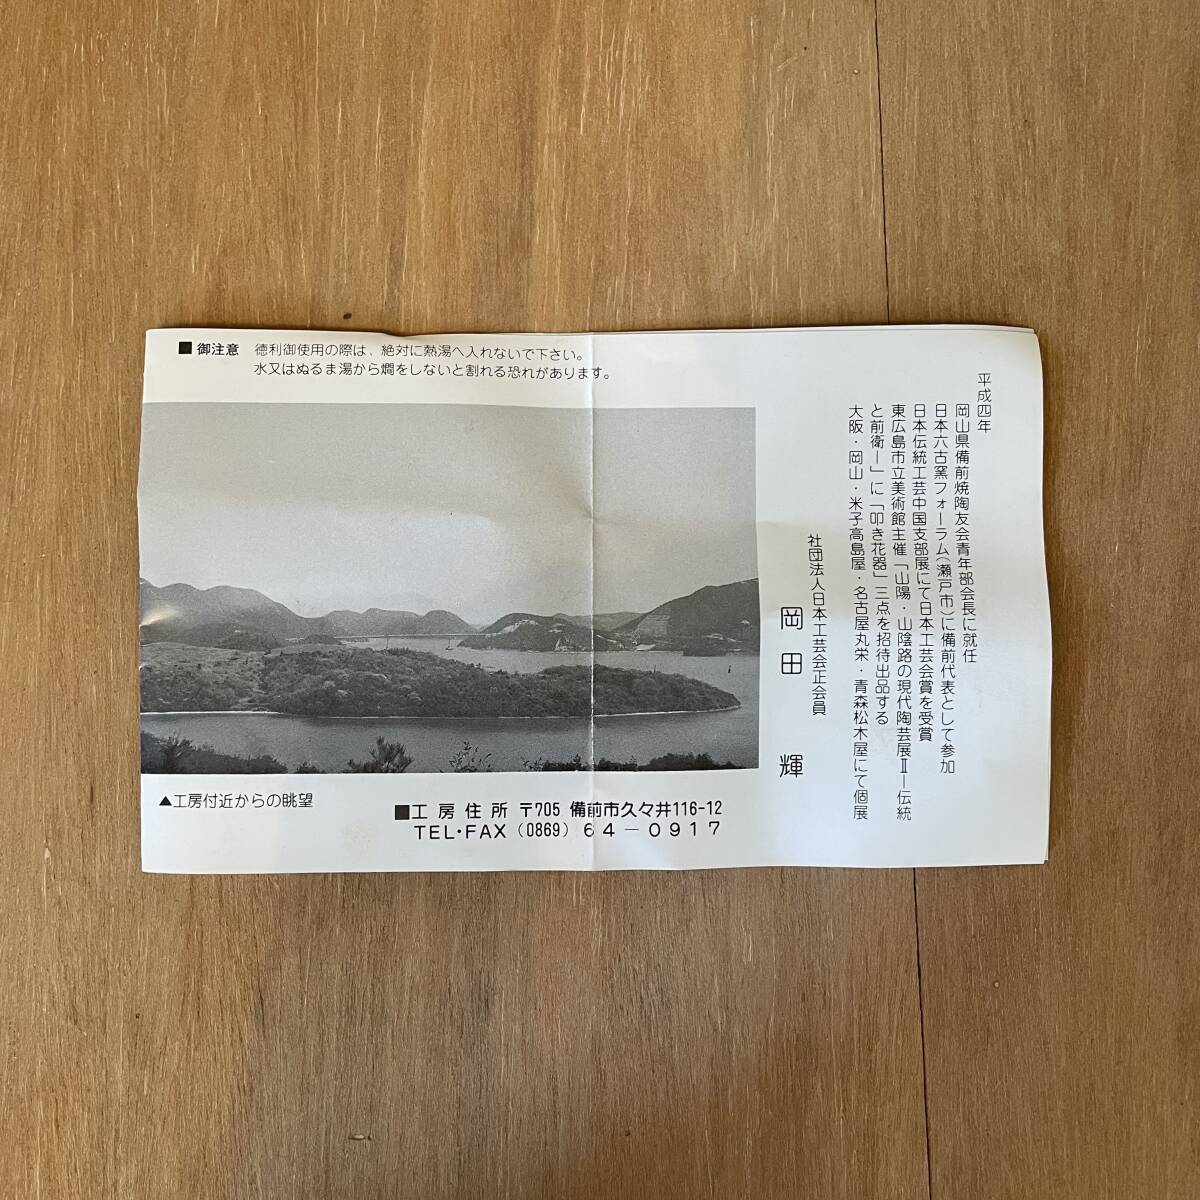 平成四年
岡山県備前焼陶友会青年部会長に就任
日本六古窯フォーラム(瀬戸市)に備前代表として参加
日本伝統工芸中国支部展にて日本工芸会賞を受賞
東広島市立美術館主催「山陽・山陰路の現代陶芸展Ⅱー伝統
と前衛ー」に「叩き花器」三点を招待出品する
大阪・岡山・米子高島屋・名古屋丸栄・青森松木屋にて個展
社団法人日本工芸会正会員
岡田 輝
■御注意 徳利御使用の際は、絶対に熱湯へ入れないで下さい。
水又はぬるま湯から燗をしないと割れる恐れがあります。
▲工房付近からの眺望
■工房住所 〒705 備前市久々井116-12
TEL・FAX(0869)64-0917